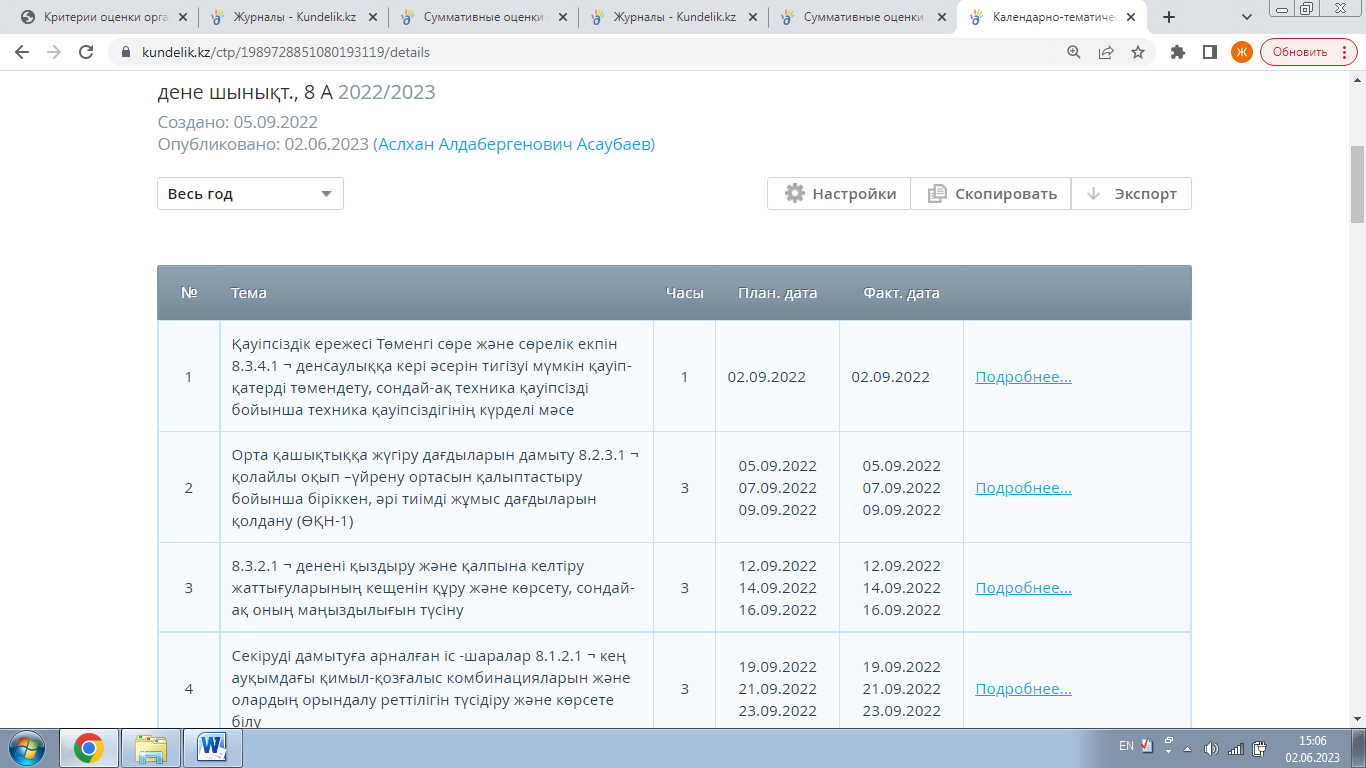 Критерии оценки орга
Журналы - Kundelik.kz
Суммативные оценки
Журналы - Kundelik.kz
Суммативные оценки
Календарно-тематичес
kundelik.kz/ctp/1989728851080193119/details
Ж
Обновить
дене шынықт., 8 А 2022/2023
Создано: 05.09.2022
Опубликовано: 02.06.2023 (Аслхан Алдабергенович Асаубаев)
Весь год
Настройки
Скопировать
Экспорт
№ Тема Часы План. дата Факт. дата
Қауіпсіздік ережесі Төменгі сөре және сөрелік екпін
8.3.4.1 ¬ денсаулыққа кері әсерін тигізуі мүмкін қауіп-
1 1 02.09.2022 02.09.2022 Подробнее...
қатерді төмендету, сондай-ақ техника қауіпсізді
бойынша техника қауіпсіздігінің күрделі мәсе
Орта қашықтыққа жүгіру дағдыларын дамыту 8.2.3.1 ¬
05.09.2022 05.09.2022
қолайлы оқып –үйрену ортасын қалыптастыру
2 3 07.09.2022 07.09.2022 Подробнее...
бойынша біріккен, әрі тиімді жұмыс дағдыларын
09.09.2022 09.09.2022
қолдану (ӨҚН-1)
8.3.2.1 ¬ денені қыздыру және қалпына келтіру 12.09.2022 12.09.2022
3 жаттығуларының кешенін құру және көрсету, сондай- 3 14.09.2022 14.09.2022 Подробнее...
ақ оның маңыздылығын түсіну 16.09.2022 16.09.2022
Секіруді дамытуға арналған іс -шаралар 8.1.2.1 ¬ кең
19.09.2022 19.09.2022
ауқымдағы қимыл-қозғалыс комбинацияларын және
4 3 21.09.2022 21.09.2022 Подробнее...
олардың орындалу реттілігін түсідіру және көрсете
23.09.2022 23.09.2022
білу
EN
15:06
02.06.2023